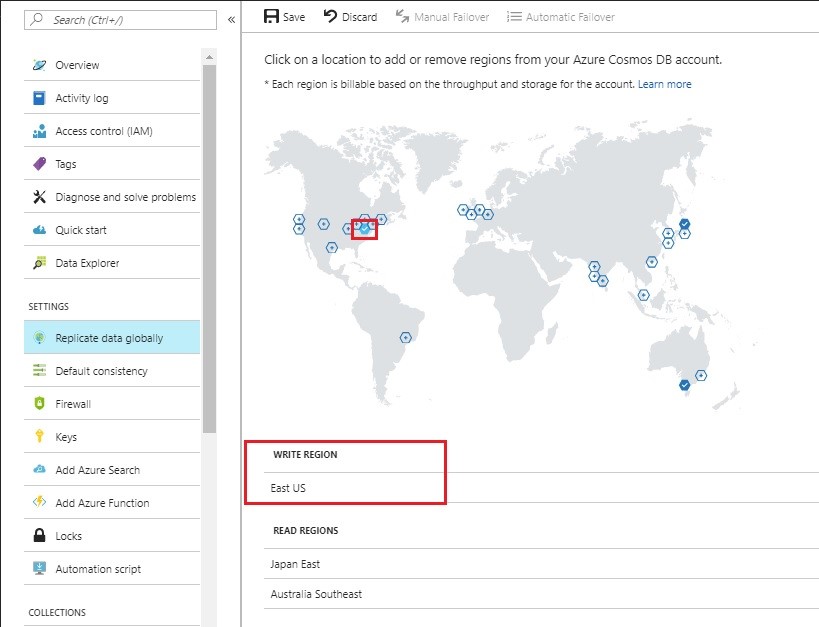 Search (Ctrl+/)
«
Overview
Activity log
Access control (IAM)
Tags
Diagnose and solve problems
Quick start
Data Explorer
SETTINGS
Replicate data globally
Default consistency
Firewall
Keys
Add Azure Search
Add Azure Function
Locks
Automation script
COLLECTIONS
Save Discard Manual Failover Automatic Failover
Click on a location to add or remove regions from your Azure Cosmos DB account.
* Each region is billable based on the throughput and storage for the account. Learn more
WRITE REGION
East US
READ REGIONS
Japan East
Australia Southeast